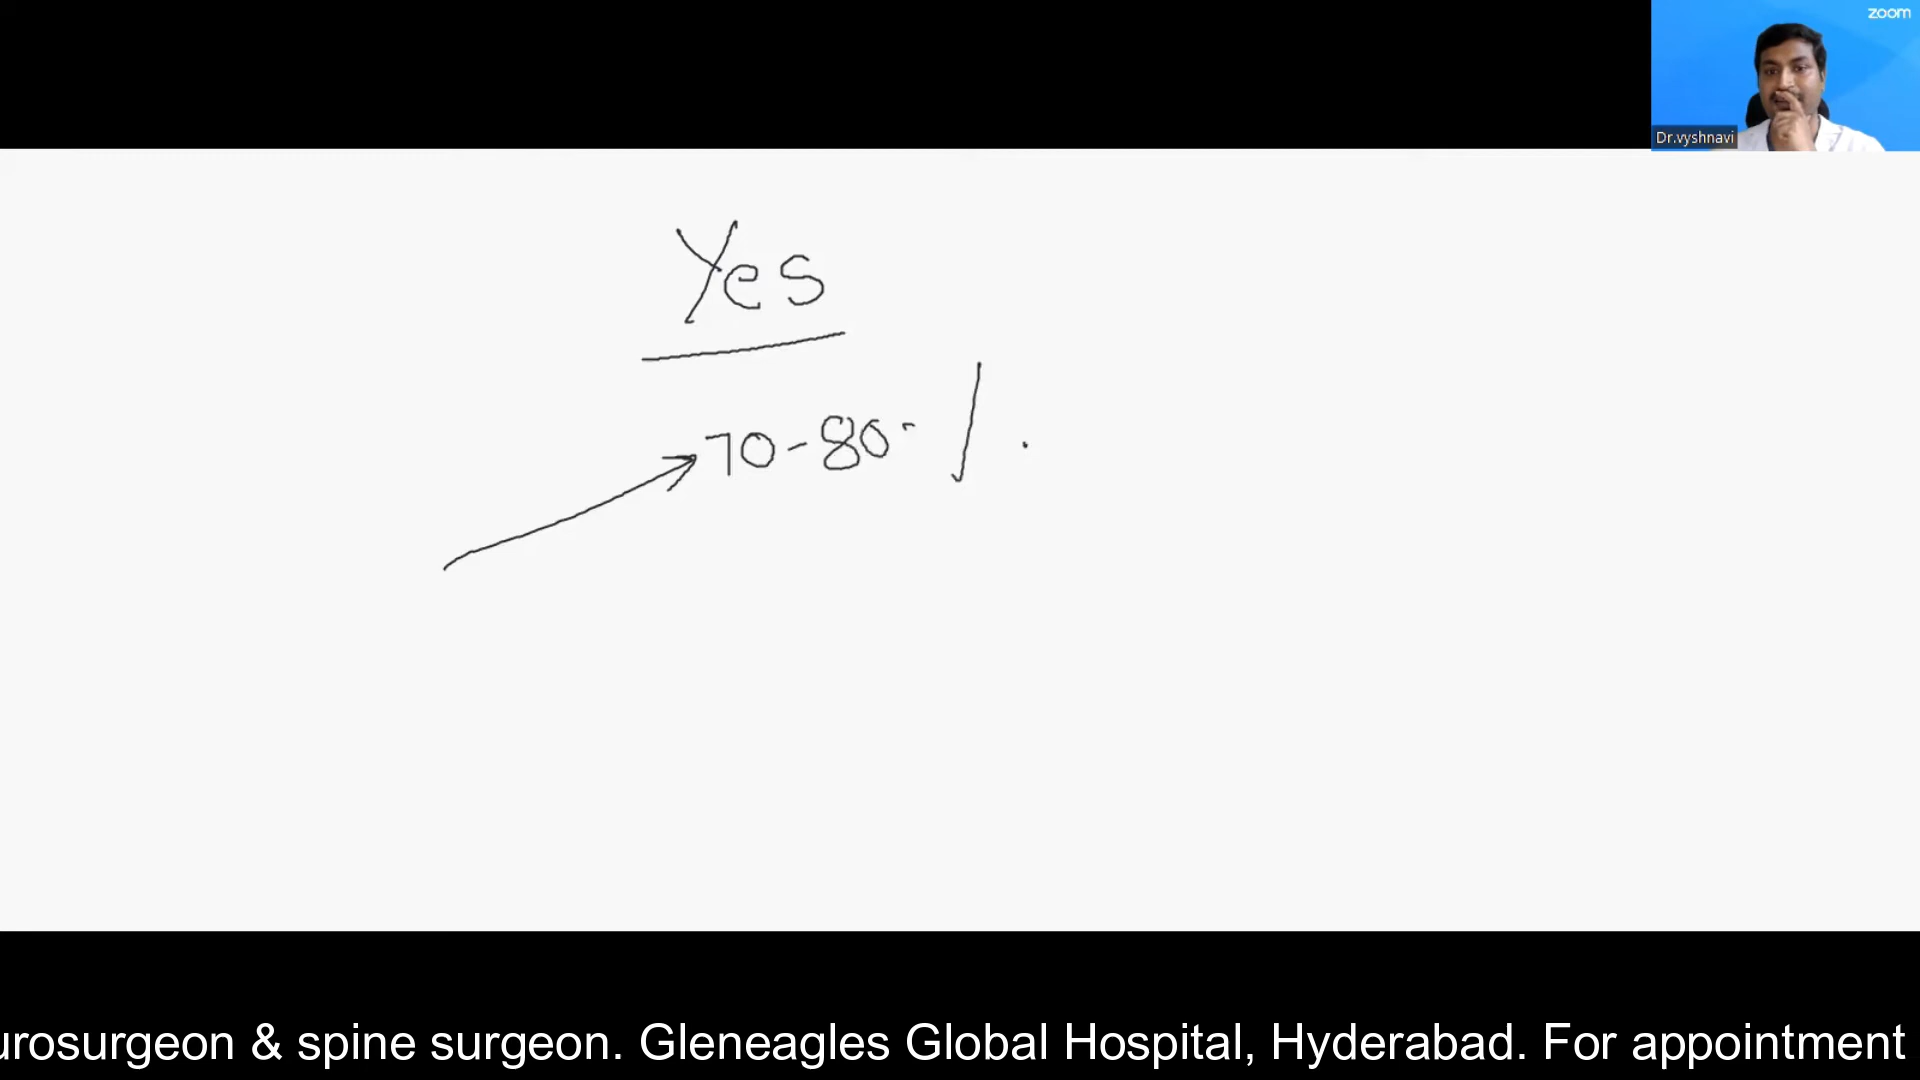 zoom
Dr.vyshnavi
Yes
70-80%
urosurgeon & spine surgeon. Gleneagles Global Hospital, Hyderabad. For appointment